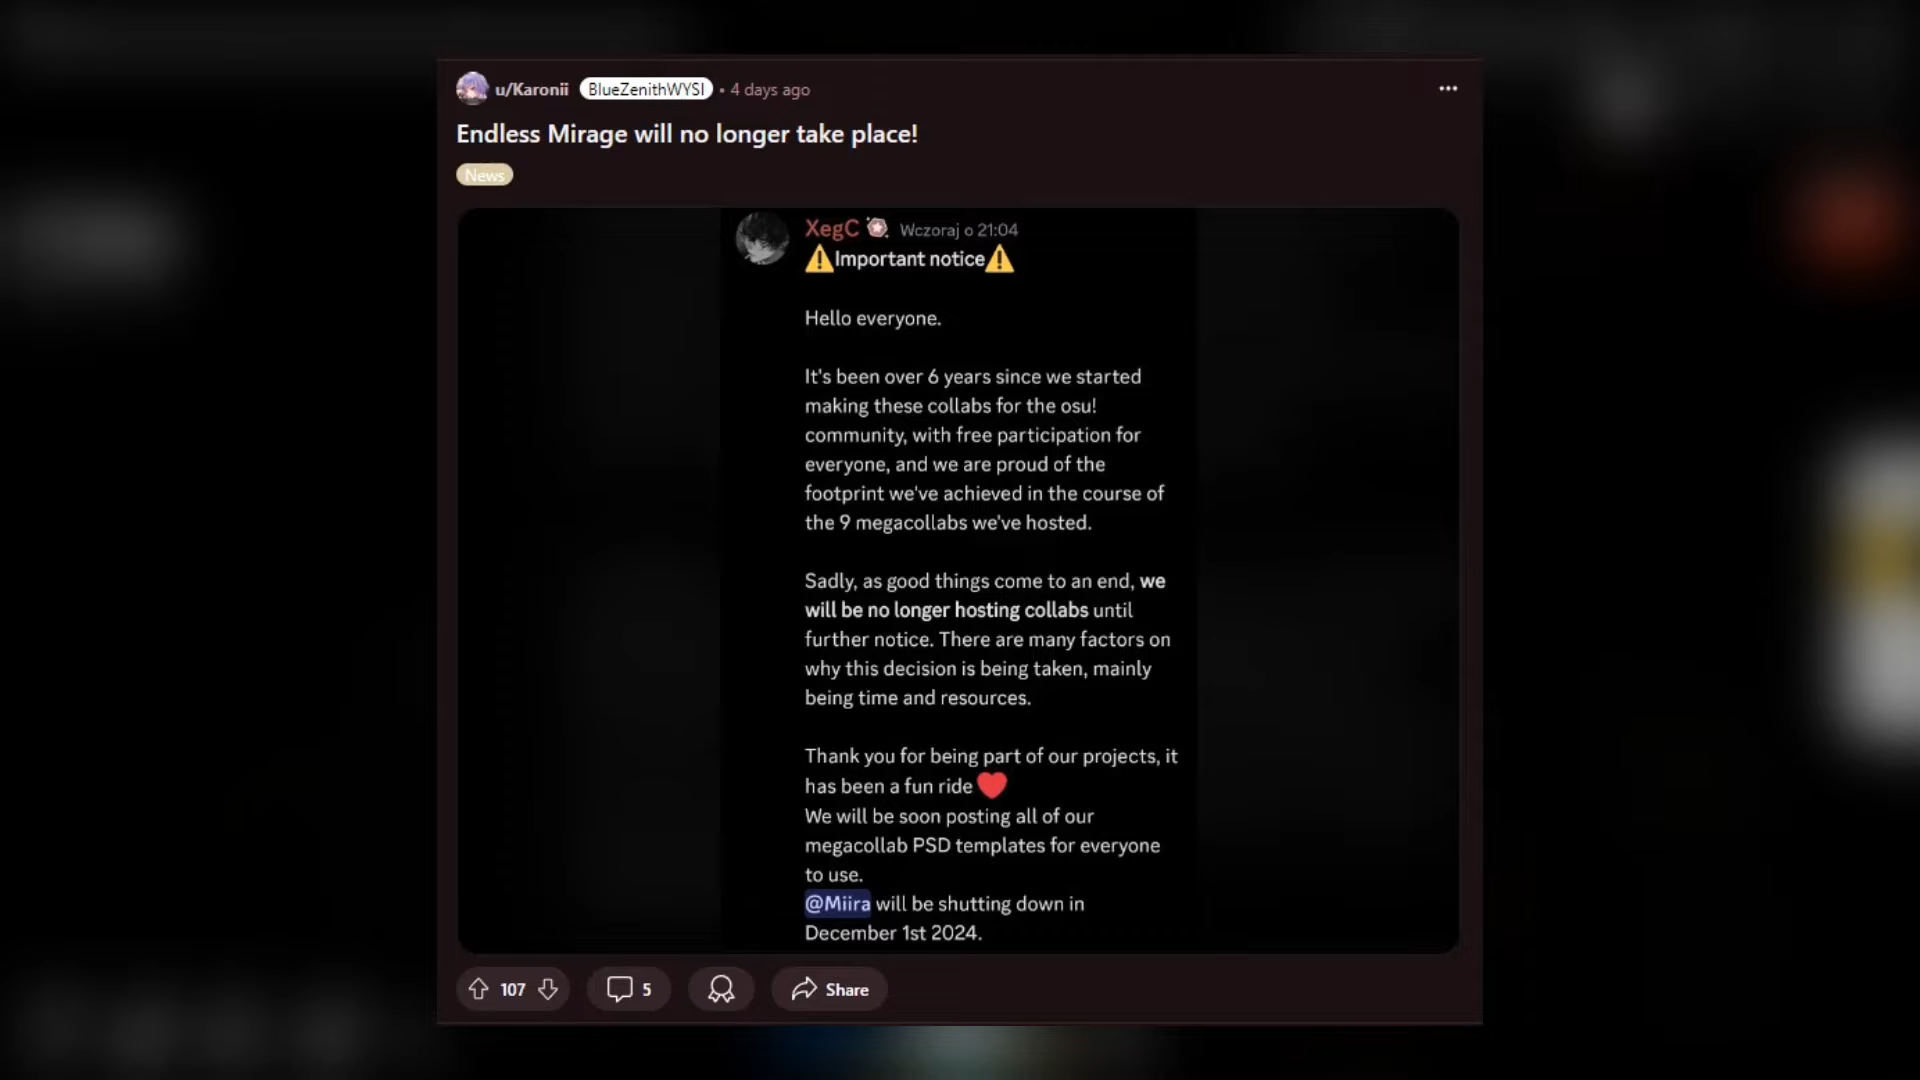 u/Karonii BlueZenithWYSI • 4 days ago
Endless Mirage will no longer take place!
News
XegC Wczoraj o 21:04
⚠️Important notice⚠️
Hello everyone.
It's been over 6 years since we started
making these collabs for the osu!
community, with free participation for
everyone, and we are proud of the
footprint we've achieved in the course of
the 9 megacollabs we've hosted.
Sadly, as good things come to an end, we
will be no longer hosting collabs until
further notice. There are many factors on
why this decision is being taken, mainly
being time and resources.
Thank you for being part of our projects, it
has been a fun ride ❤️
We will be soon posting all of our
megacollab PSD templates for everyone
to use.
@Miira will be shutting down in
December 1st 2024.
107 5 Share